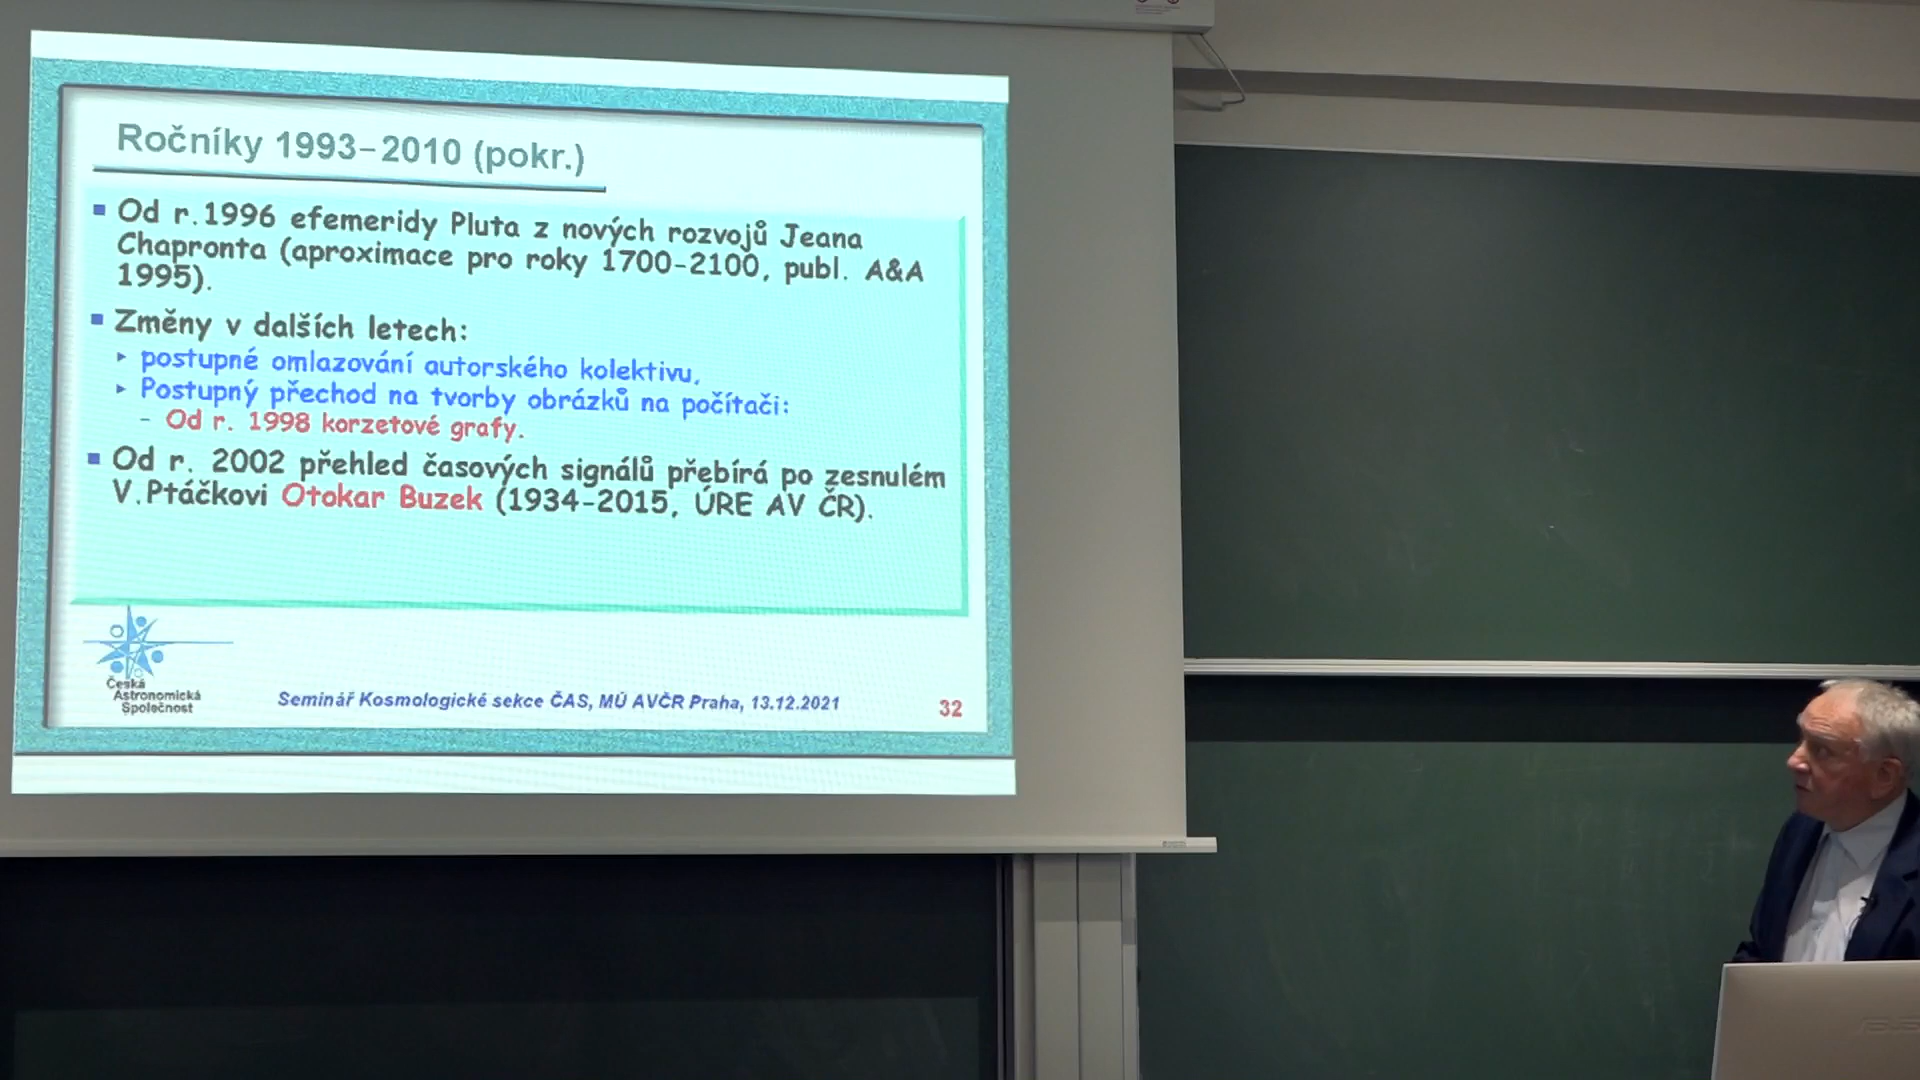 Ročníky 1993–2010 (pokr.)
Od r.1996 efemeridy Pluta z nových rozvojů Jeana
Chapronta (aproximace pro roky 1700-2100, publ. A&A
1995).
Změny v dalších letech:
postupné omlazování autorského kolektivu,
Postupný přechod na tvorby obrázků na počítači:
- Od r. 1998 korzetové grafy.
Od r. 2002 přehled časových signálů přebírá po zesnulém
V.Ptáčkovi Otokar Buzek (1934-2015, ÚRE AV ČR).
Česká
Astronomická
Společnost
Seminář Kosmologické sekce ČAS, MÚ AVČR Praha, 13.12.2021
32
ASUS